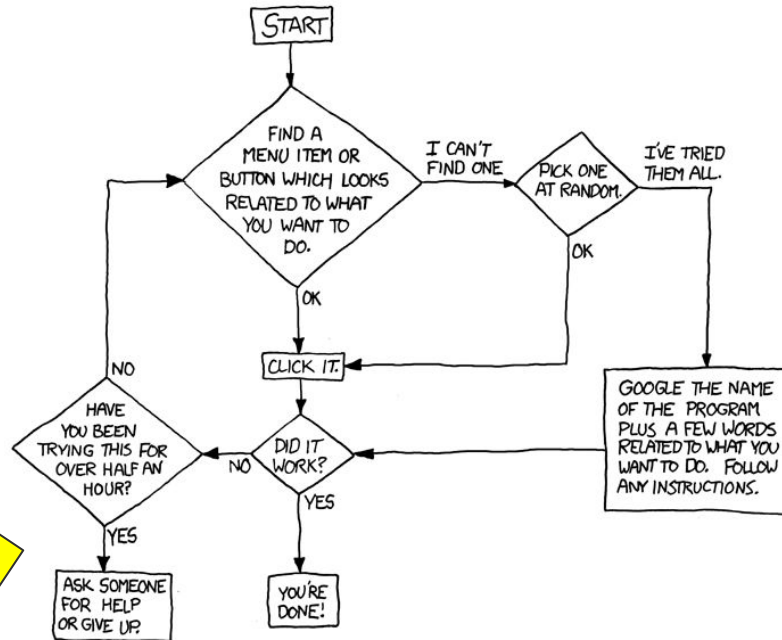 START
FIND A
MENU ITEM OR
BUTTON WHICH LOOKS
RELATED TO WHAT
YOU WANT TO
DO.
I CAN'T
FIND ONE
PICK ONE
AT RANDOM.
I'VE TRIED
THEM ALL.
OK
OK
CLICK IT.
NO
HAVE
YOU BEEN
TRYING THIS FOR
OVER HALF AN
HOUR?
NO
DID IT
WORK?
GOOGLE THE NAME
OF THE PROGRAM
PLUS A FEW WORDS
RELATED TO WHAT YOU
WANT TO DO. FOLLOW
ANY INSTRUCTIONS.
YES
YES
ASK SOMEONE
FOR HELP
OR GIVE UP.
YOU'RE
DONE!